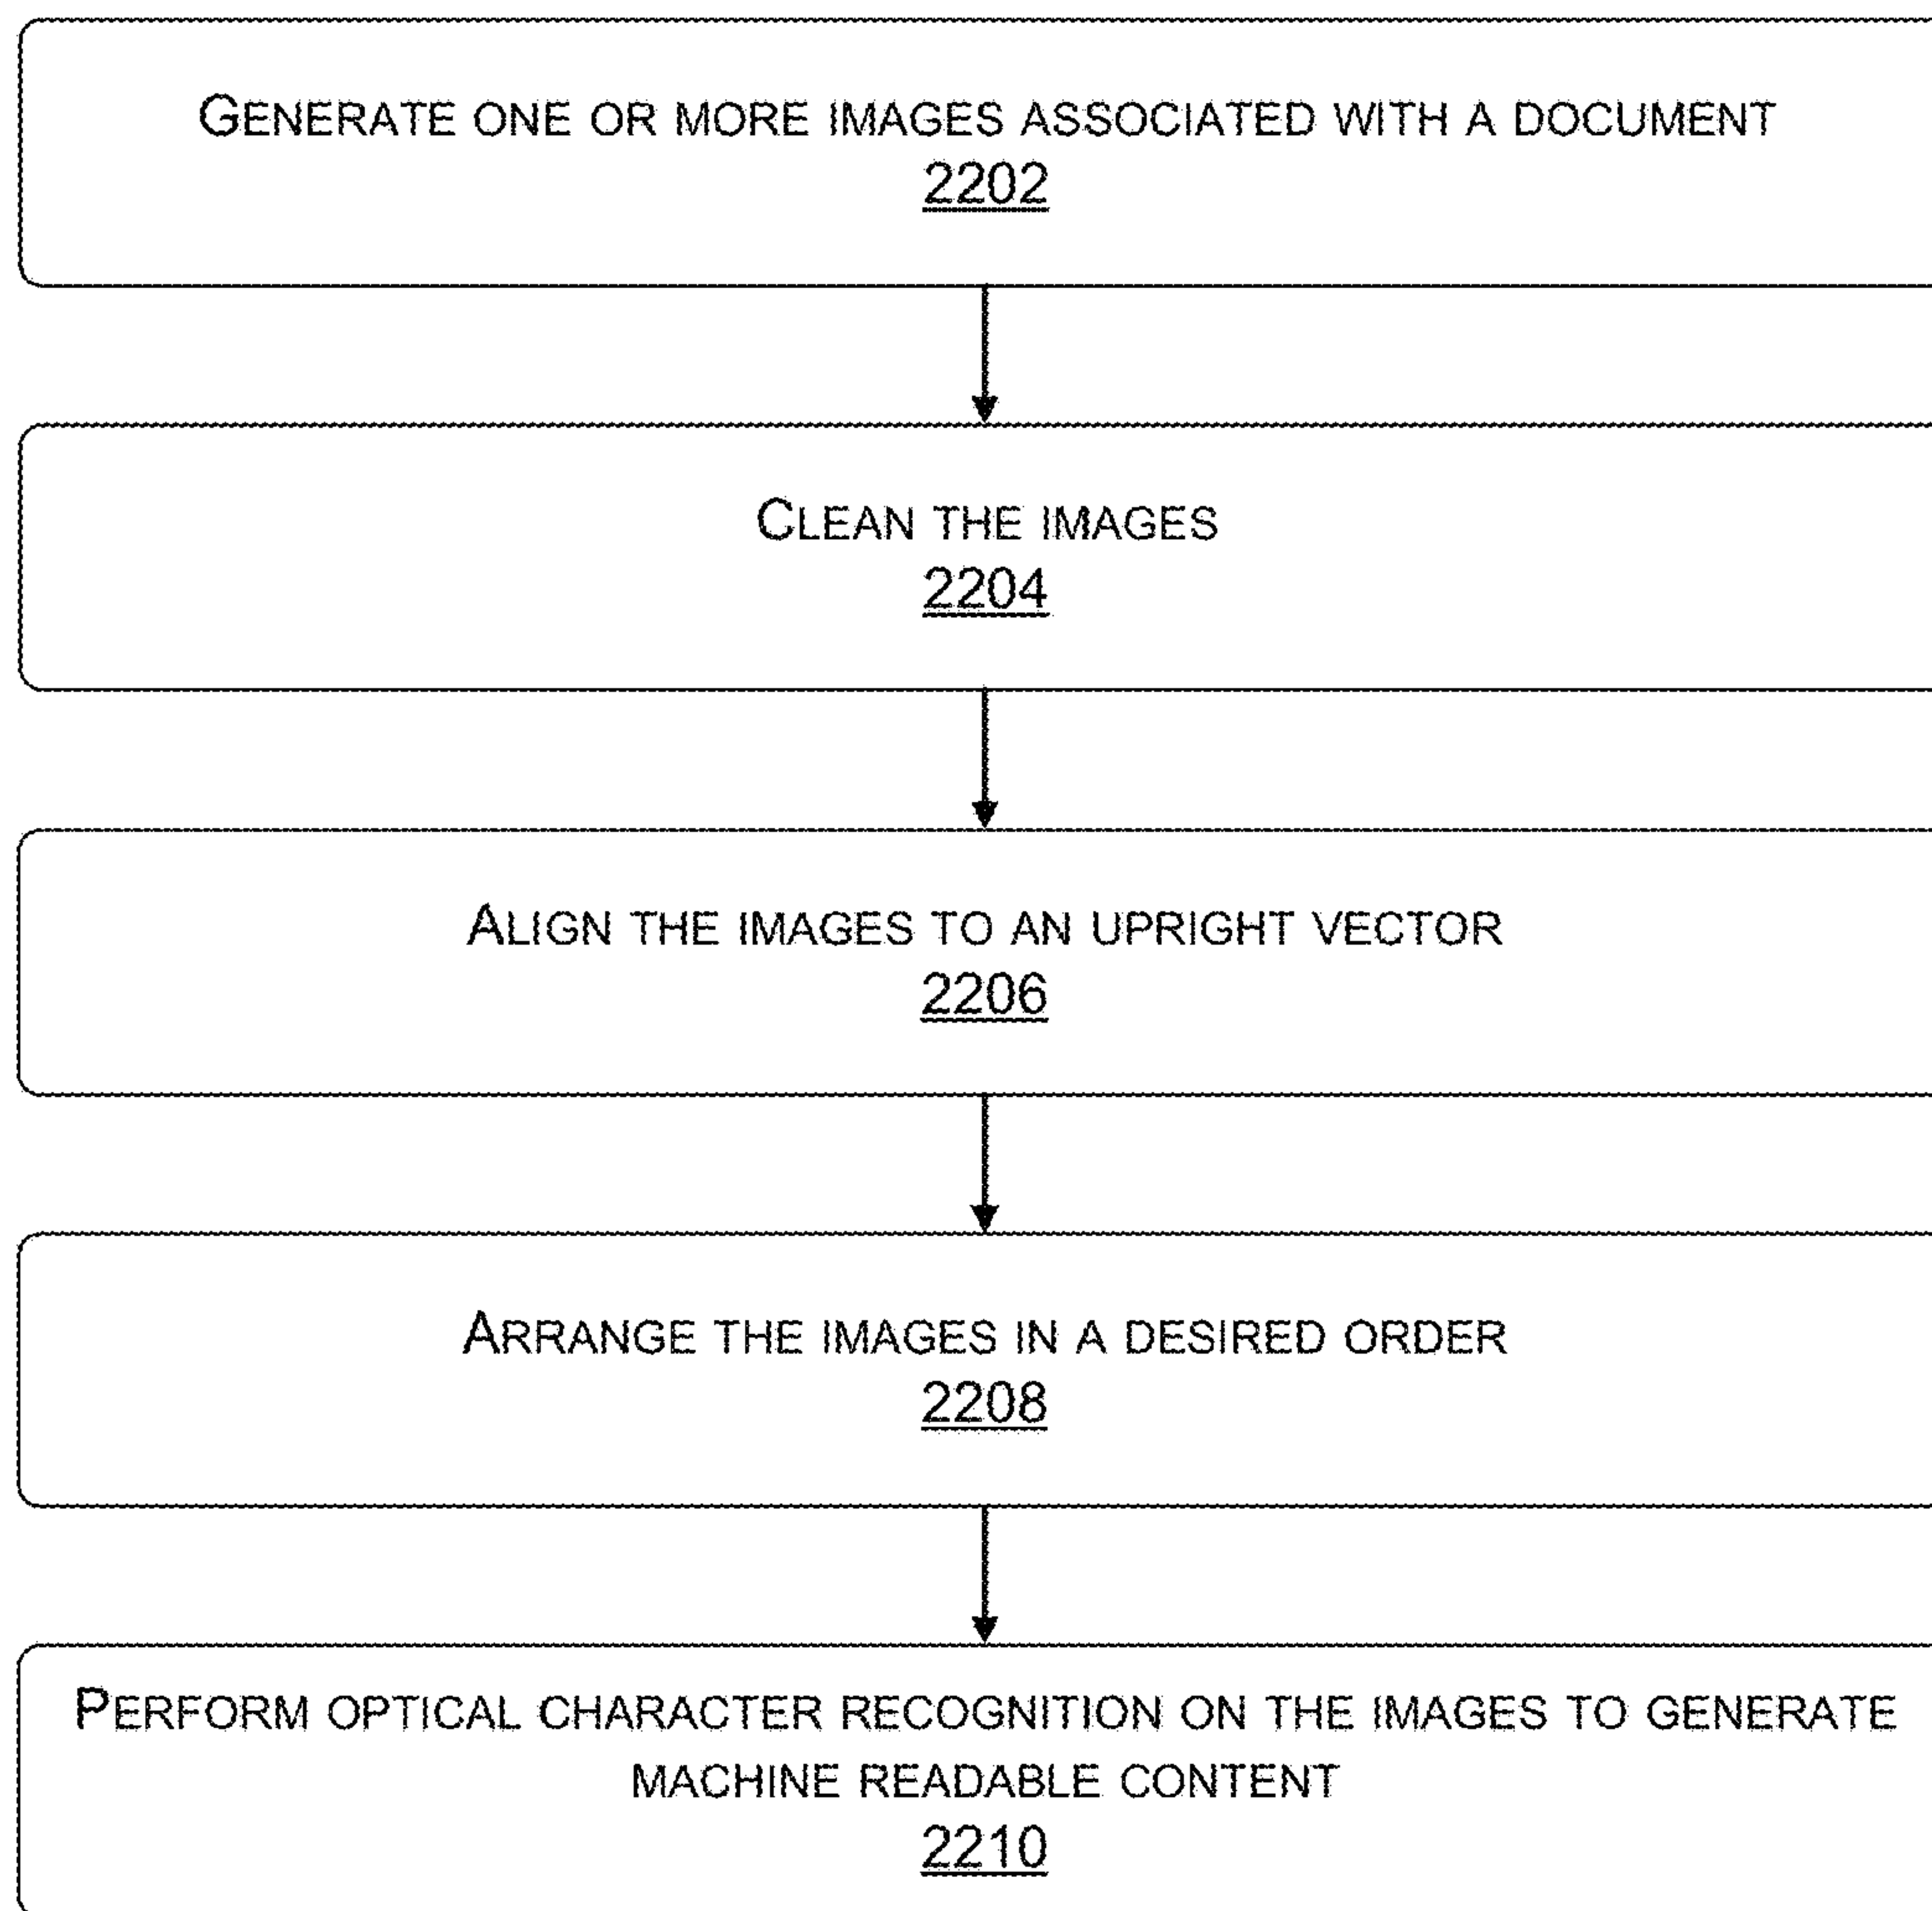 GENERATE ONE OR MORE IMAGES ASSOCIATED WITH A DOCUMENT
2202
CLEAN THE IMAGES
2204
ALIGN THE IMAGES TO AN UPRIGHT VECTOR
2206
ARRANGE THE IMAGES IN A DESIRED ORDER
2208
PERFORM OPTICAL CHARACTER RECOGNITION ON THE IMAGES TO GENERATE
MACHINE READABLE CONTENT
2210